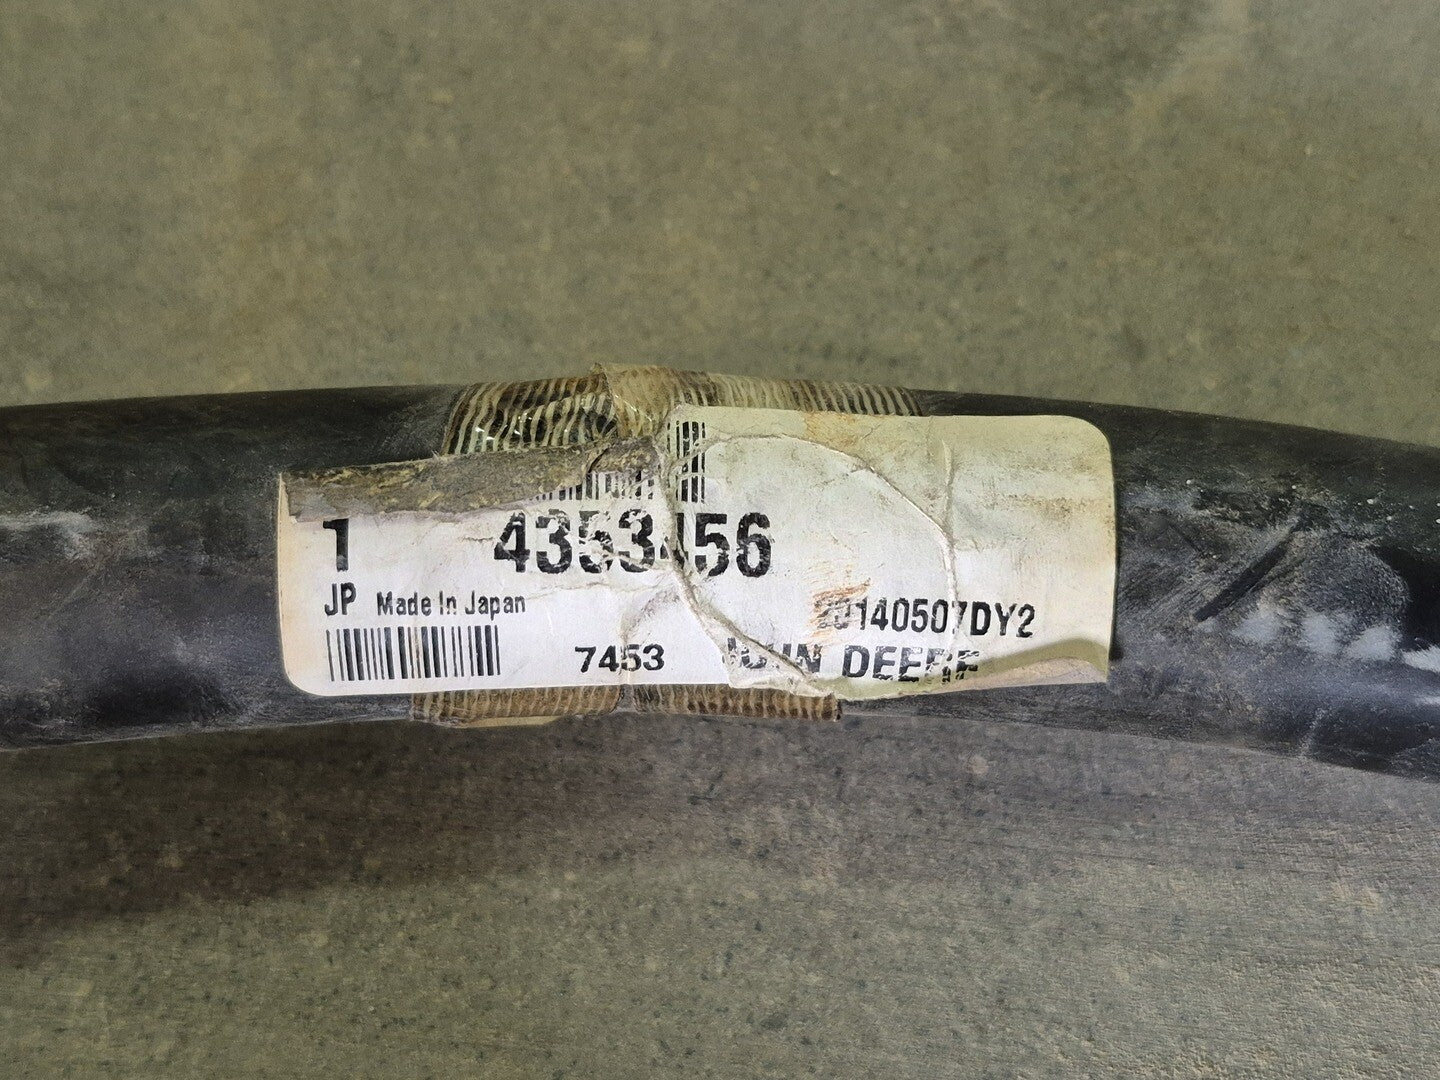 1 4353456
JP Made In Japan
20140507DY2
7453 JOHN DEERE